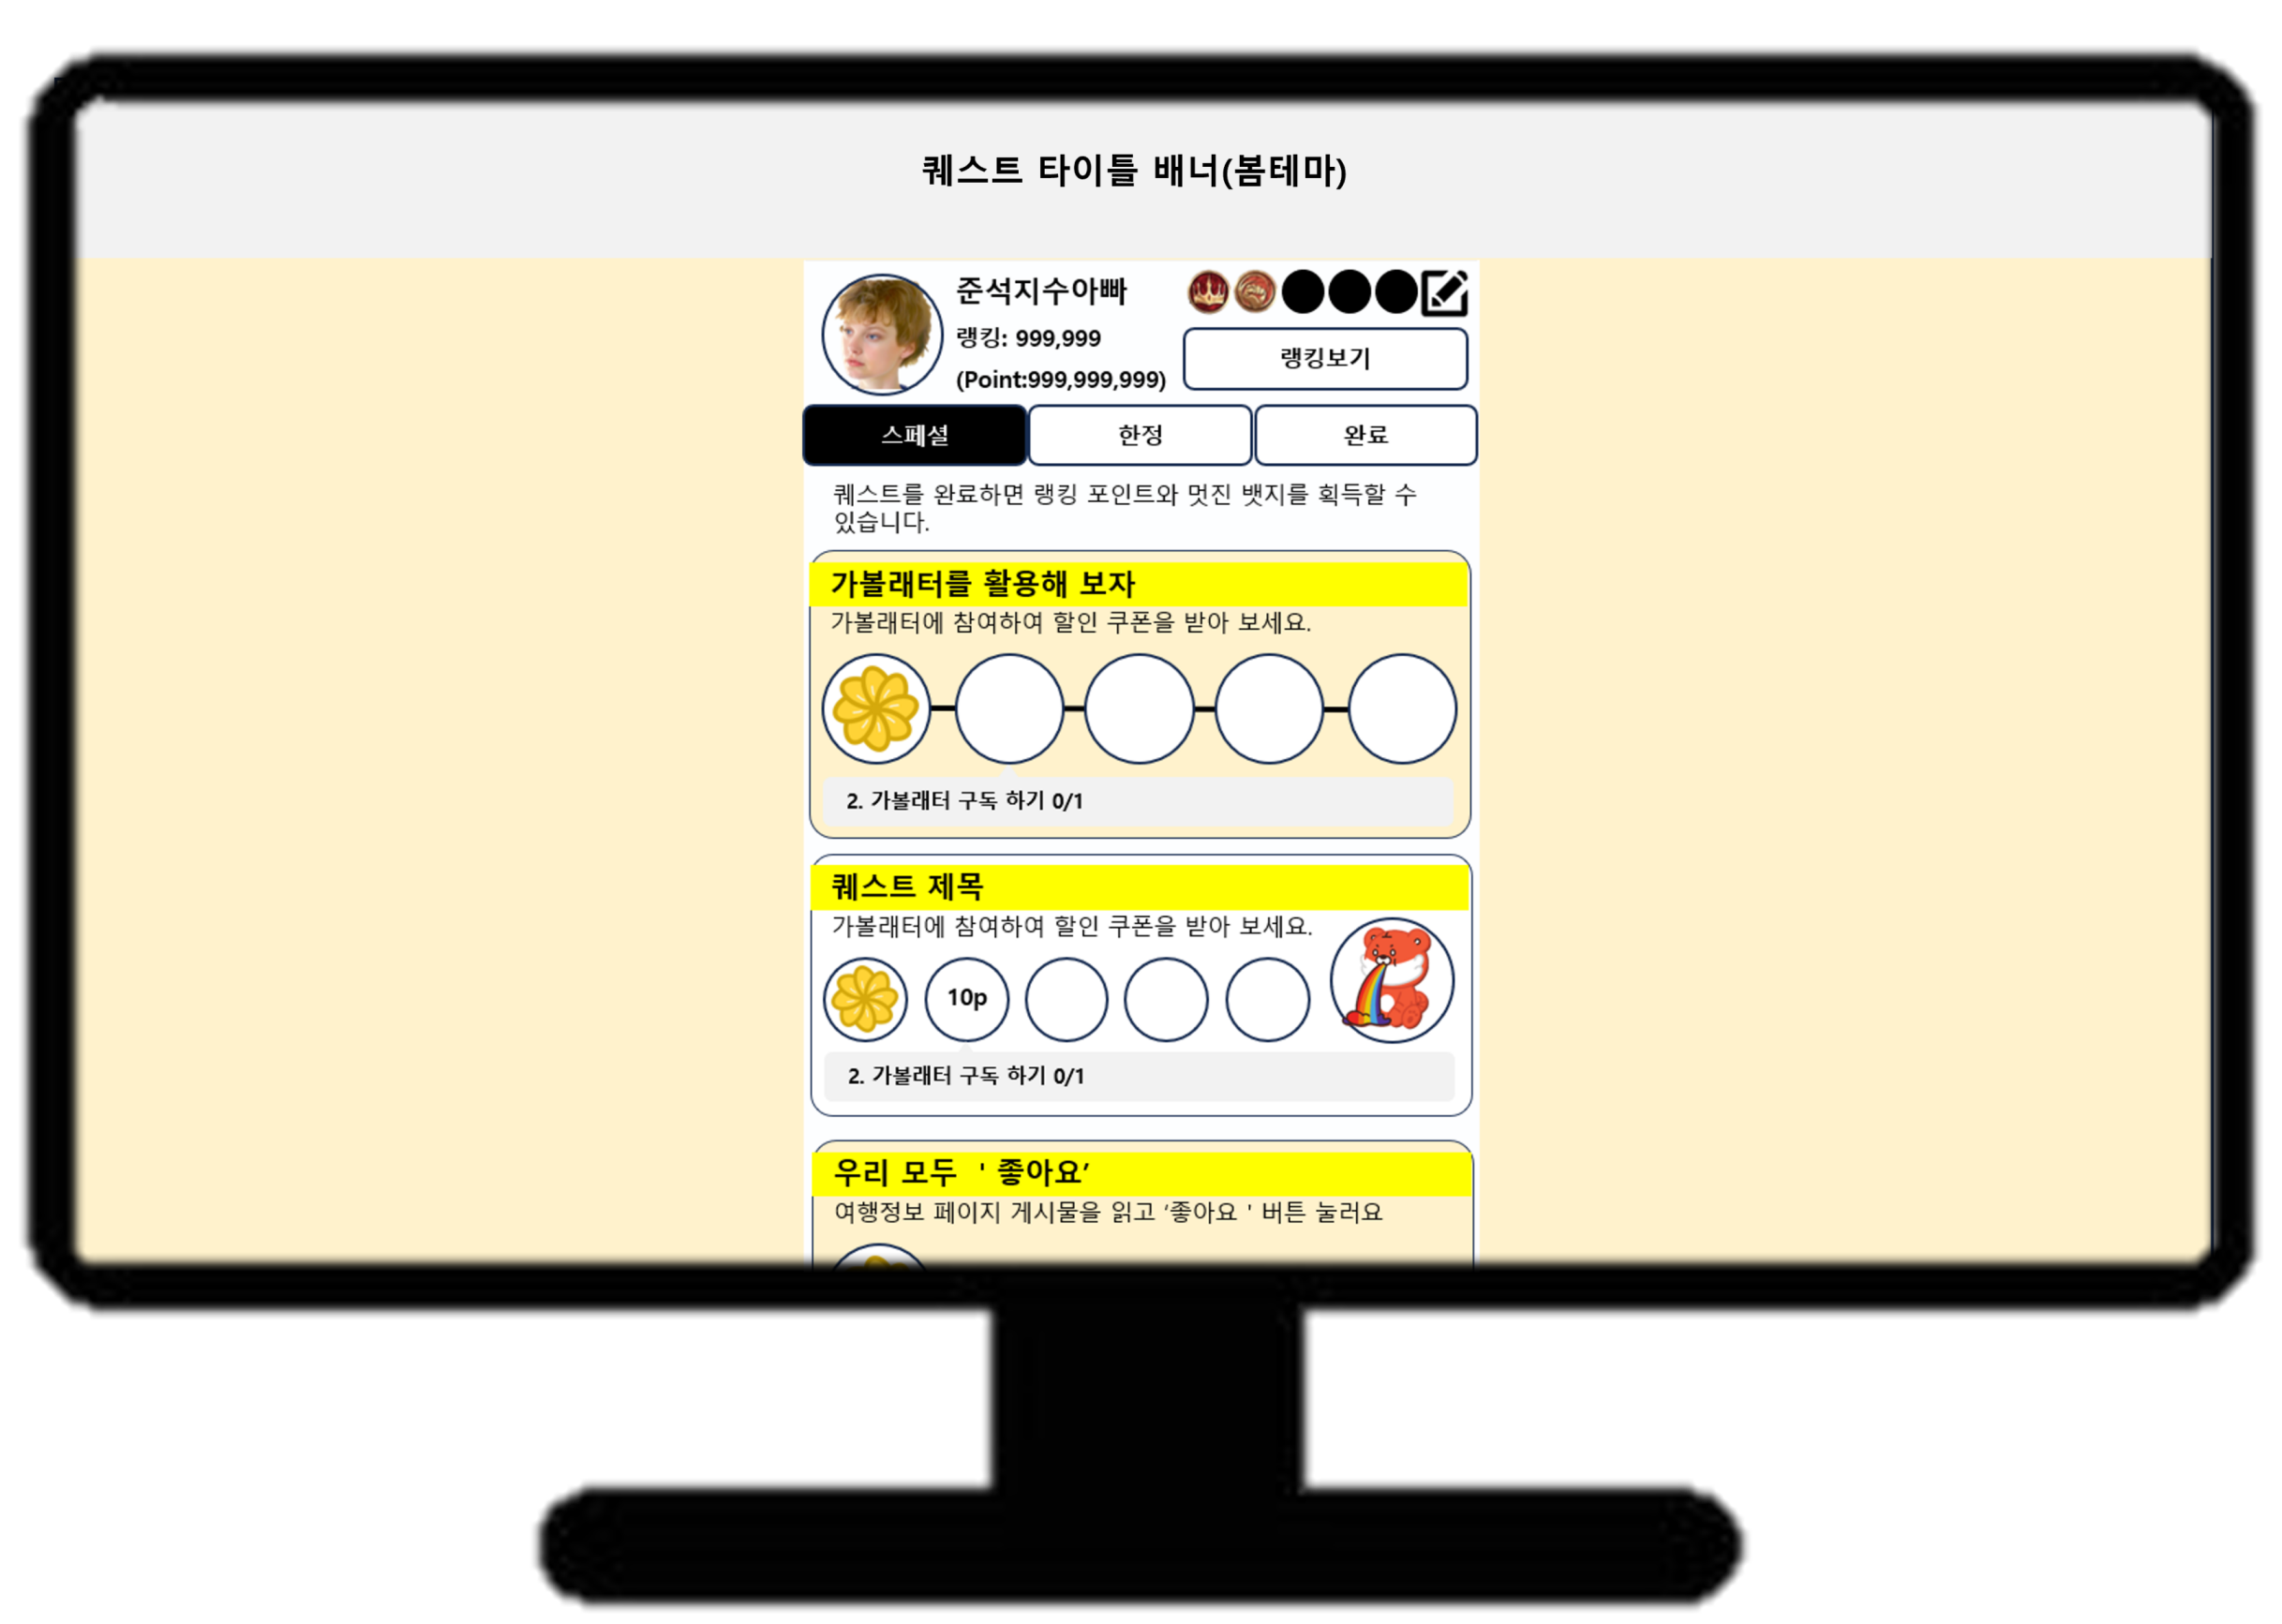 퀘스트 타이틀 배너(봄테마)
준석지수아빠
랭킹: 999,999
(Point:999,999,999)
랭킹보기
스페셜
한정
완료
퀘스트를 완료하면 랭킹 포인트와 멋진 뱃지를 획득할 수
있습니다.
가볼래터를 활용해 보자
가볼래터에 참여하여 할인 쿠폰을 받아 보세요.
2. 가볼래터 구독 하기 0/1
퀘스트 제목
가볼래터에 참여하여 할인 쿠폰을 받아 보세요.
10p
2. 가볼래터 구독 하기 0/1
우리 모두 ' 좋아요’
여행정보 페이지 게시물을 읽고 ‘좋아요 ' 버튼 눌러요